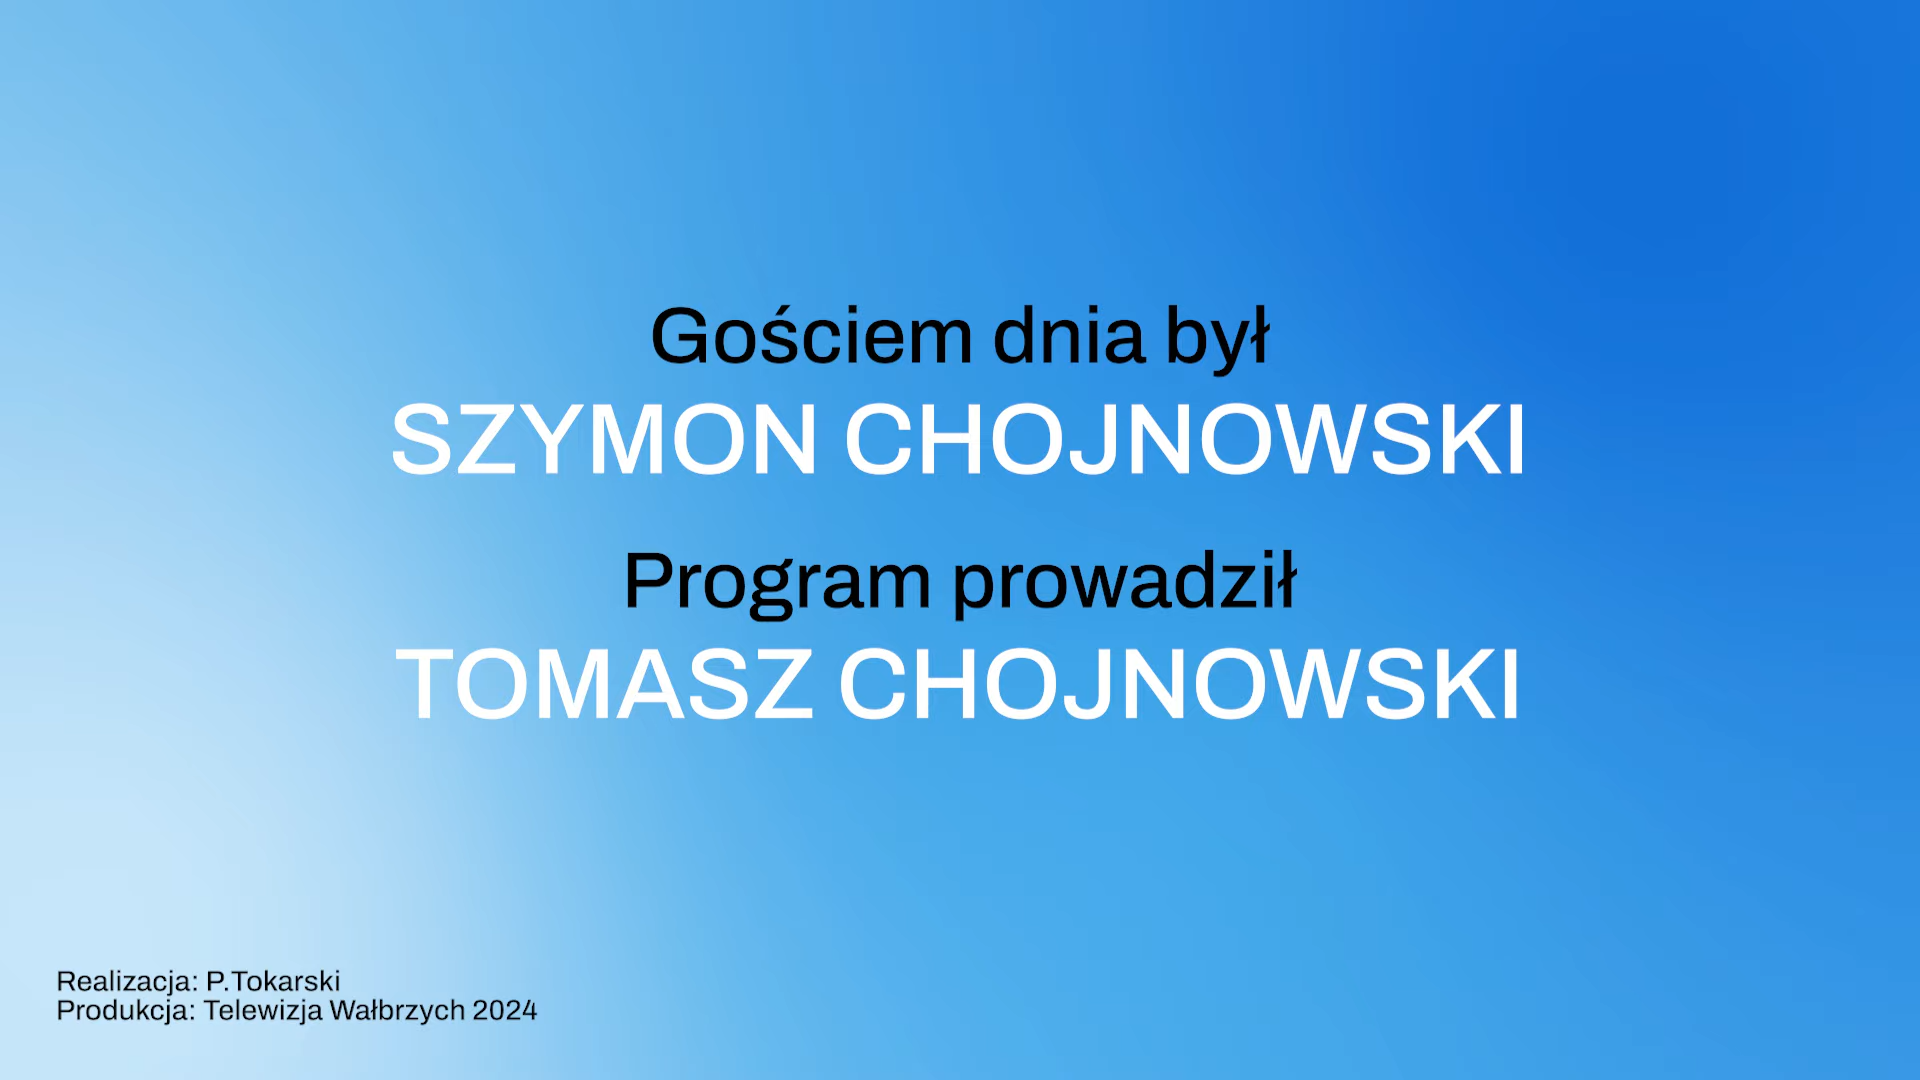 Gościem dnia był
SZYMON CHOJNOWSKI
Program prowadził
TOMASZ CHOJNOWSKI
Realizacja: P.Tokarski
Produkcja: Telewizja Wałbrzych 2024